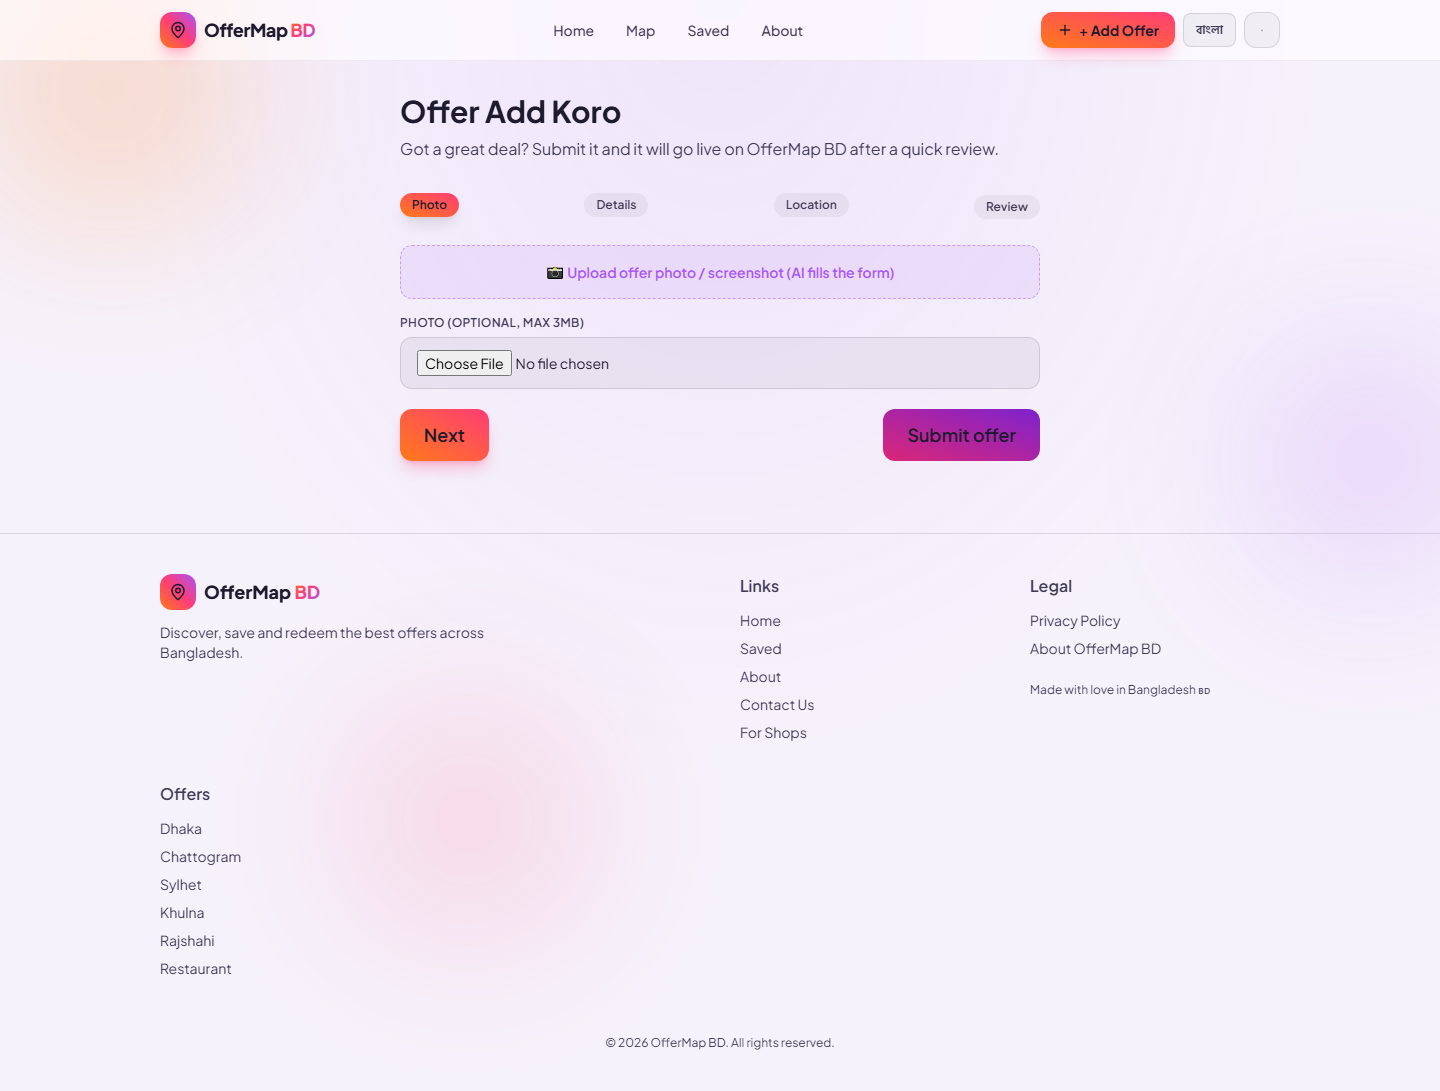 OfferMap BD
Home
Map
Saved
About
+ Add Offer
বাংলা
Offer Add Koro
Got a great deal? Submit it and it will go live on OfferMap BD after a quick review.
Photo
Details
Location
Review
Upload offer photo / screenshot (AI fills the form)
PHOTO (OPTIONAL, MAX 3MB)
Choose File No file chosen
Next
Submit offer
OfferMap BD
Discover, save and redeem the best offers across
Bangladesh.
Links
Home
Saved
About
Contact Us
For Shops
Legal
Privacy Policy
About OfferMap BD
Made with love in Bangladesh BD
Offers
Dhaka
Chattogram
Sylhet
Khulna
Rajshahi
Restaurant
© 2026 OfferMap BD. All rights reserved.